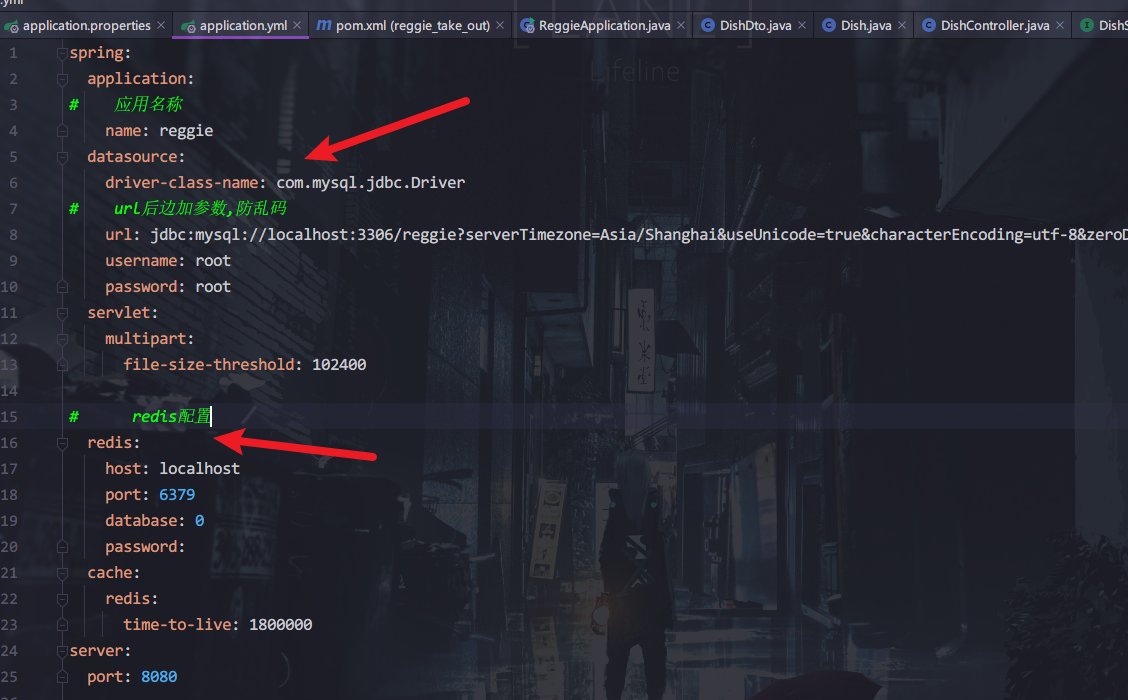 .yml
application.properties application.yml pom.xml (reggie_take_out) ReggieApplication.java DishDto.java Dish.java DishController.java DishS
Lifeline
1 spring:
2 application:
3 # 应用名称
4 name: reggie
5 datasource:
6 driver-class-name: com.mysql.jdbc.Driver
7 # url后边加参数,防乱码
8 url: jdbc:mysql://localhost:3306/reggie?serverTimezone=Asia/Shanghai&useUnicode=true&characterEncoding=utf-8&zeroD
9 username: root
10 password: root
11 servlet:
12 multipart:
13 file-size-threshold: 102400
14
15 # redis配置
16 redis:
17 host: localhost
18 port: 6379
19 database: 0
20 password:
21 cache:
22 redis:
23 time-to-live: 1800000
24 server:
25 port: 8080
26